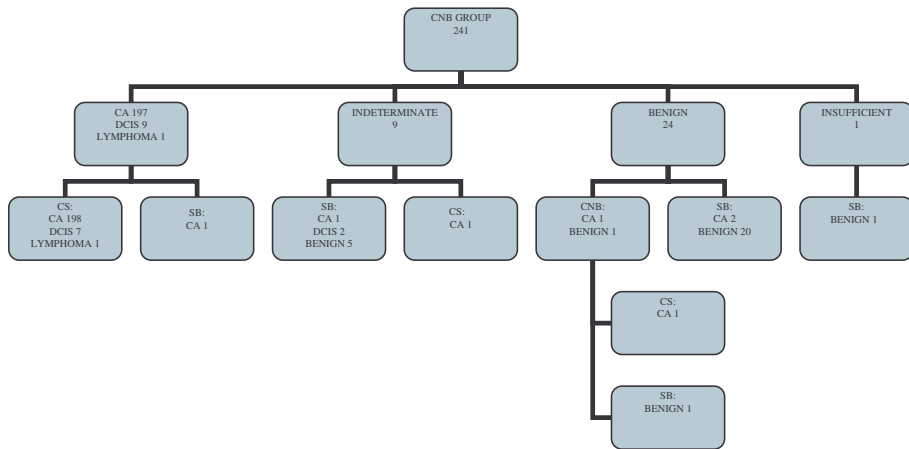 CNB GROUP
241
CA 197
DCIS 9
LYMPHOMA 1
INDETERMINATE
9
BENIGN
24
INSUFFICIENT
1
CS:
CA 198
DCIS 7
LYMPHOMA 1
SB:
CA 1
SB:
CA 1
DCIS 2
BENIGN 5
CS:
CA 1
CNB:
CA 1
BENIGN 1
SB:
CA 2
BENIGN 20
SB:
BENIGN 1
CS:
CA 1
SB:
BENIGN 1